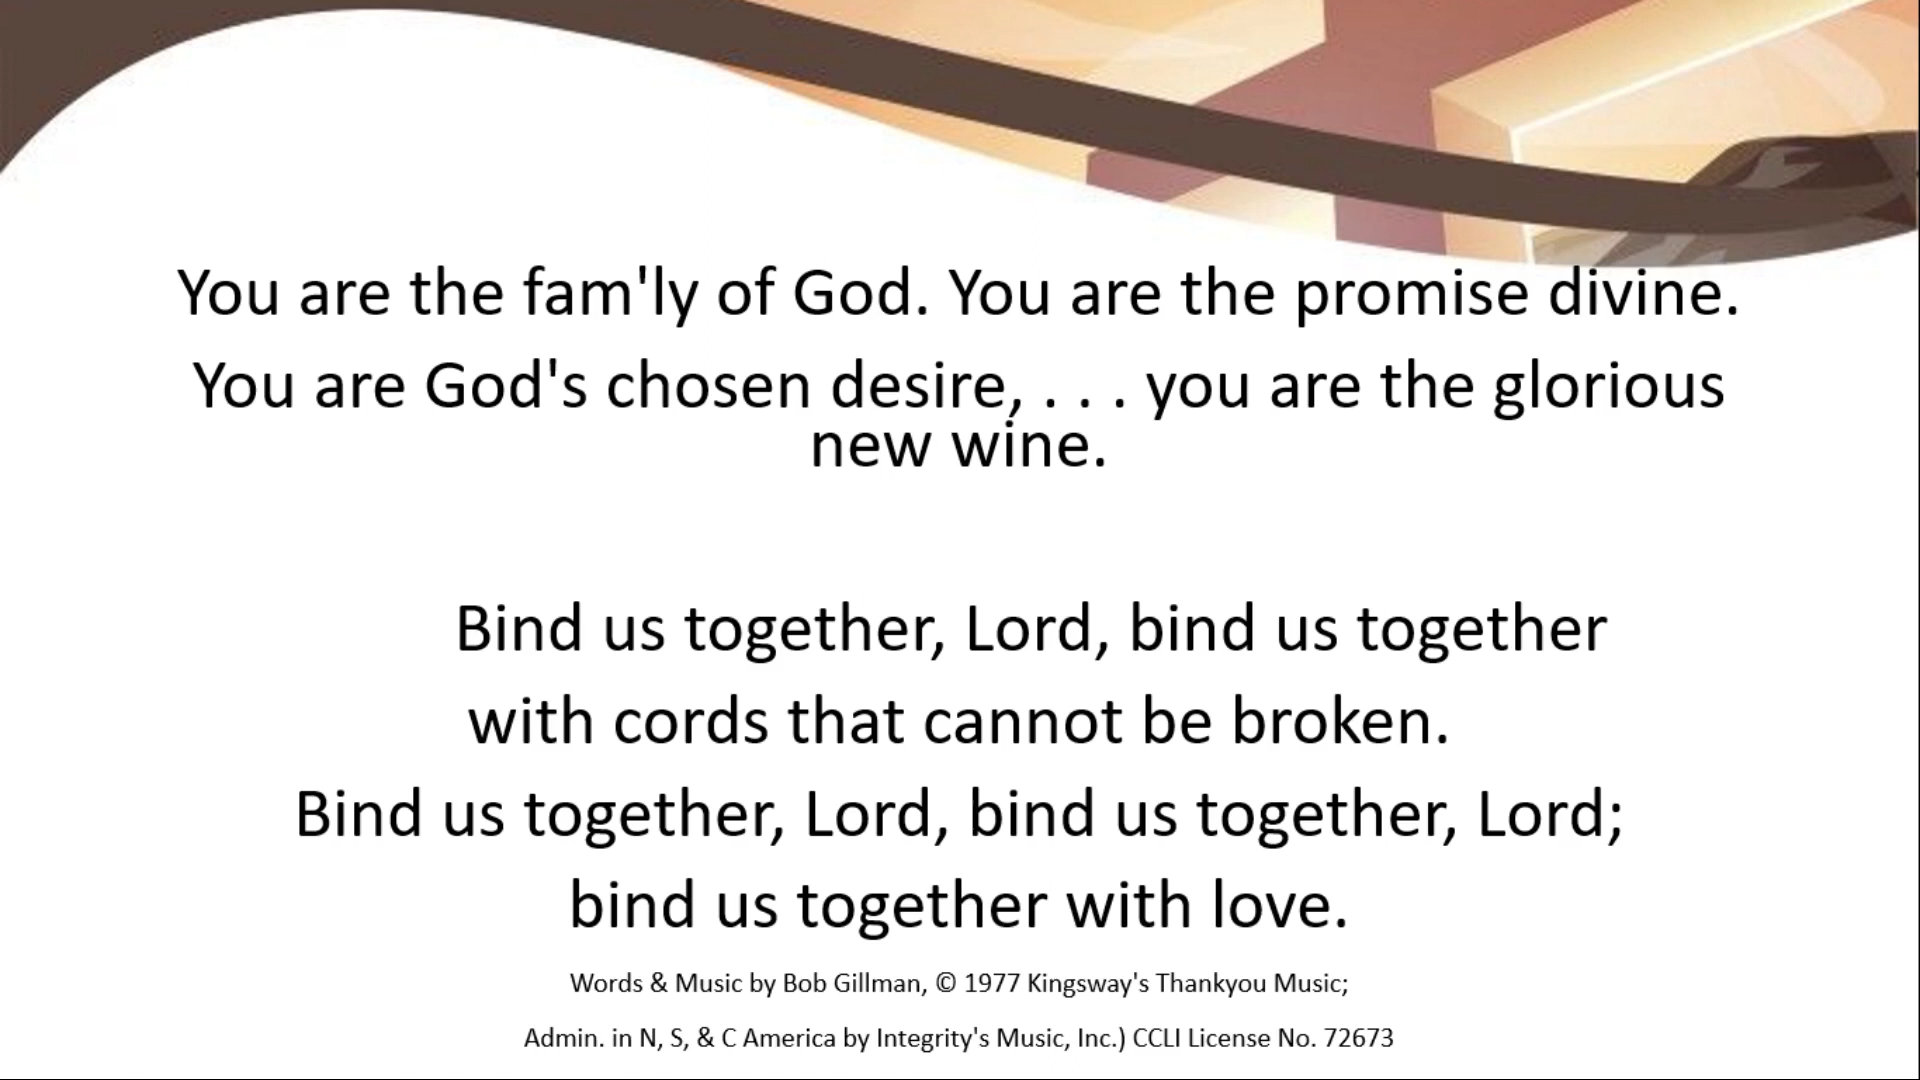 You are the fam'ly of God. You are the promise divine.
You are God's chosen desire, . . . you are the glorious
new wine.
Bind us together, Lord, bind us together
with cords that cannot be broken.
Bind us together, Lord, bind us together, Lord;
bind us together with love.
Words & Music by Bob Gillman, © 1977 Kingsway's Thankyou Music;
Admin. in N, S, & C America by Integrity's Music, Inc.) CCLI License No. 72673